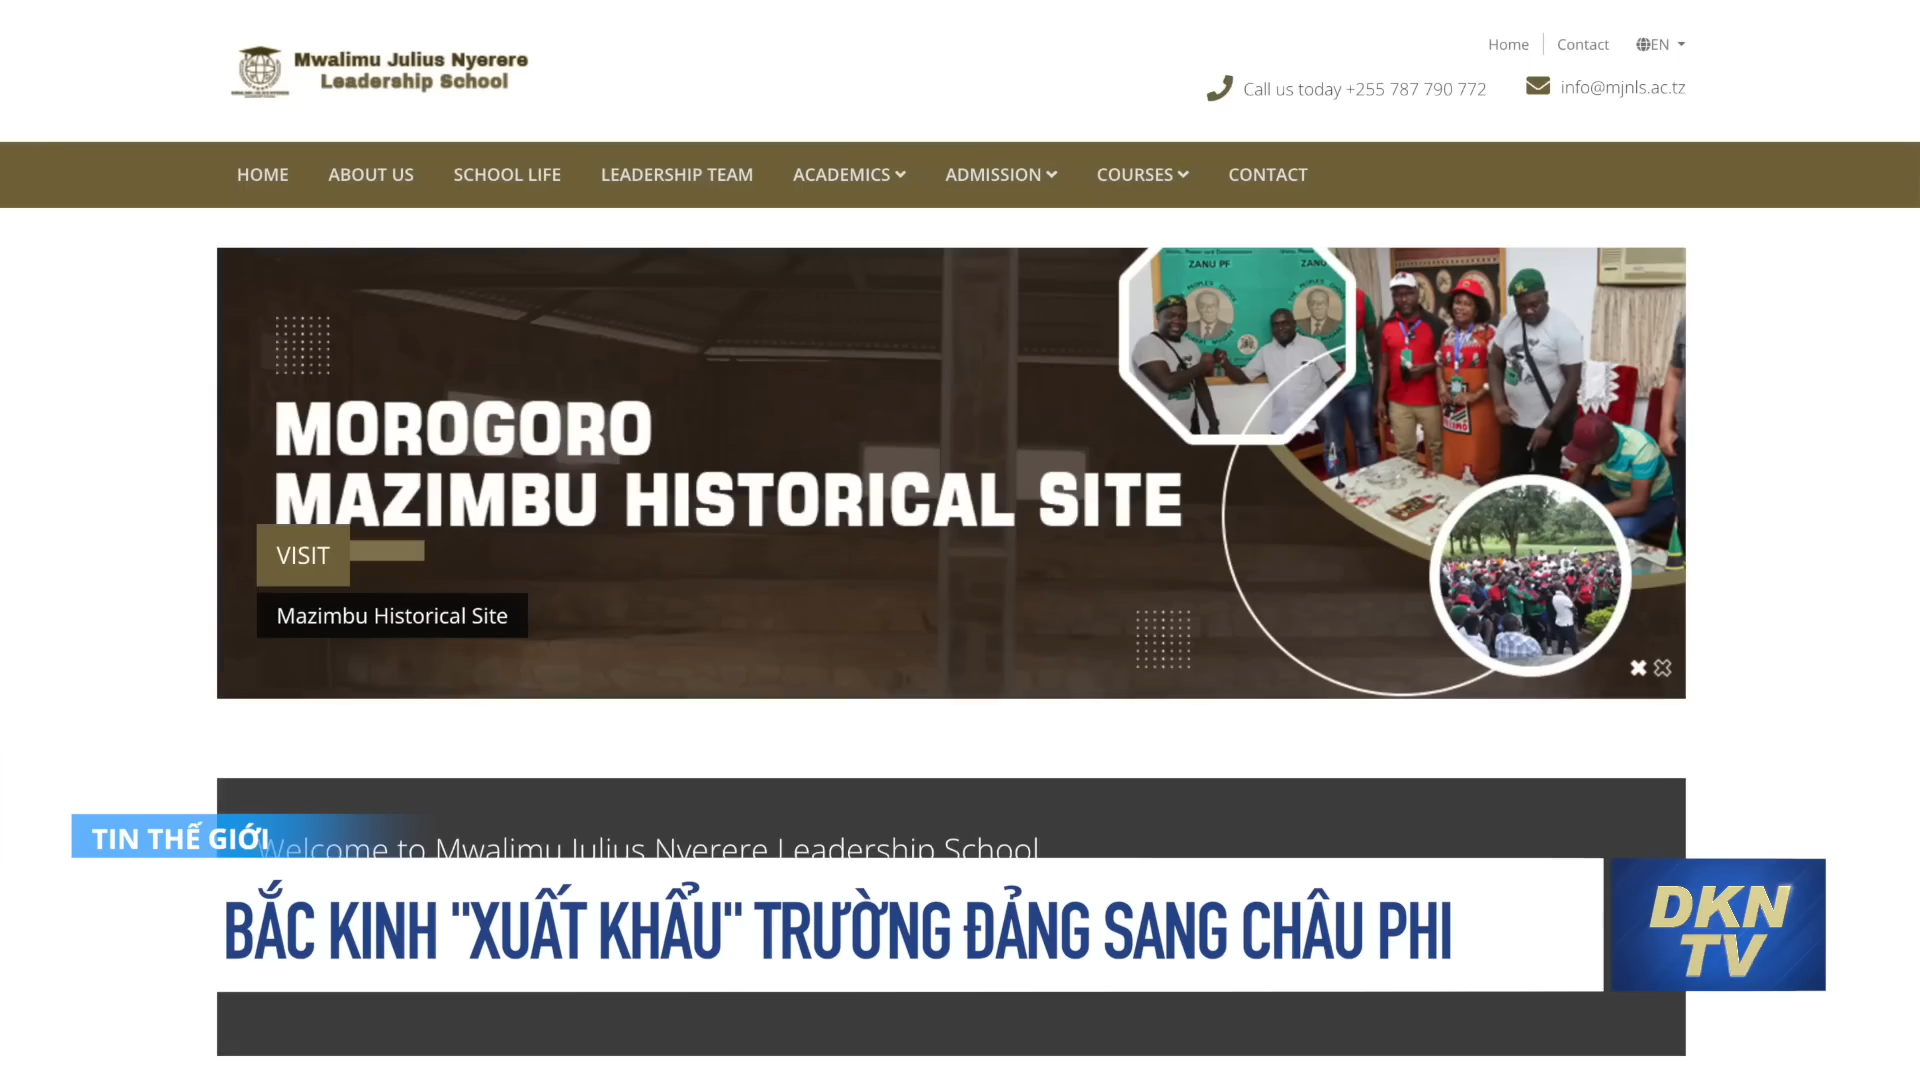 Mwalimu Julius Nyerere
Leadership School
Home
Contact
EN
Call us today +255 787 790 772
info@mjnls.ac.tz
HOME
ABOUT US
SCHOOL LIFE
LEADERSHIP TEAM
ACADEMICS
ADMISSION
COURSES
CONTACT
ZANU PF
ZANU
MOROGORO
MAZIMBU HISTORICAL SITE
VISIT
Mazimbu Historical Site
TIN THẾ GIỚI
Welcome to Mwalimu Julius Nyerere Leadership School
BẮC KINH "XUẤT KHẨU" TRƯỜNG ĐẢNG SANG CHÂU PHI
DKN
TV